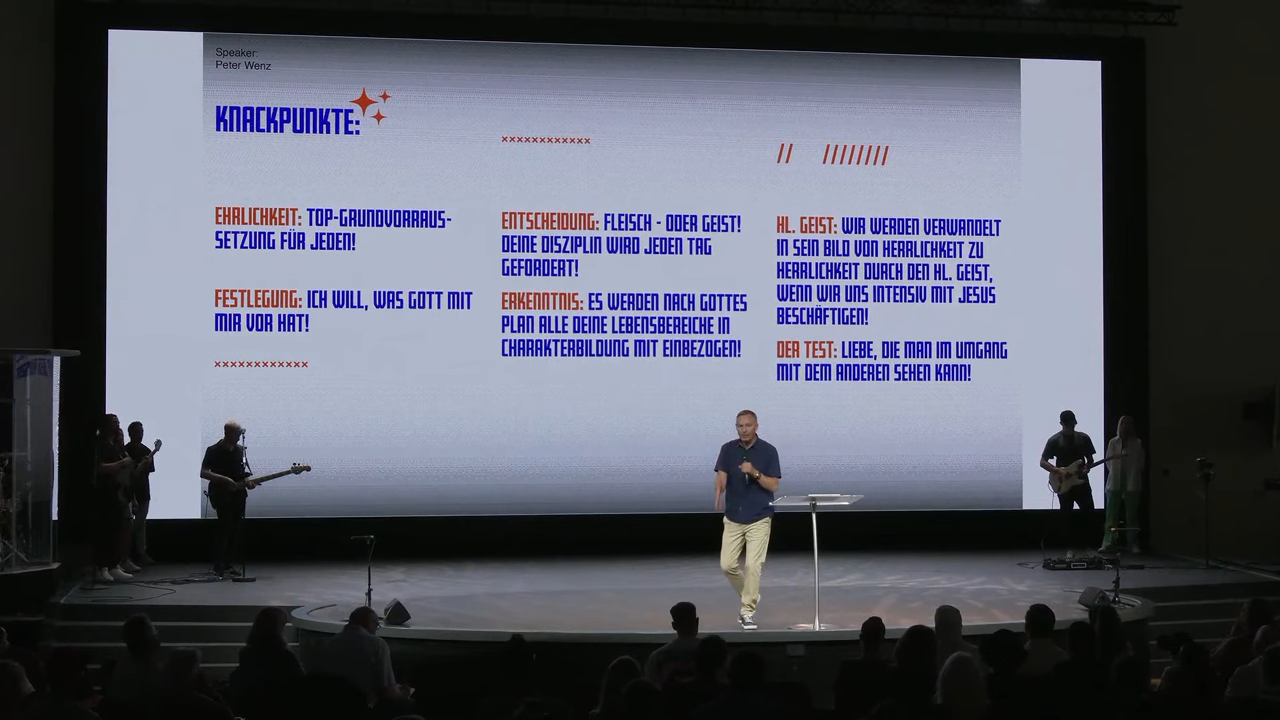 Speaker:
Peter Wenz
KNACKPUNKTE:
EHRLICHKEIT: TOP-GRUNDVORRAUS-
SETZUNG FÜR JEDEN!
FESTLEGUNG: ICH WILL, WAS GOTT MIT
MIR VOR HAT!
ENTSCHEIDUNG: FLEISCH - ODER GEIST!
DEINE DISZIPLIN WIRD JEDEN TAG
GEFORDERT!
ERKENNTNIS: ES WERDEN NACH GOTTES
PLAN ALLE DEINE LEBENSBEREICHE IN
CHARAKTERBILDUNG MIT EINBEZOGEN!
HL. GEIST: WIR WERDEN VERWANDELT
IN SEIN BILD VON HERRLICHKEIT ZU
HERRLICHKEIT DURCH DEN HL. GEIST,
WENN WIR UNS INTENSIV MIT JESUS
BESCHÄFTIGEN!
DER TEST: LIEBE, DIE MAN IM UMGANG
MIT DEM ANDEREN SEHEN KANN!